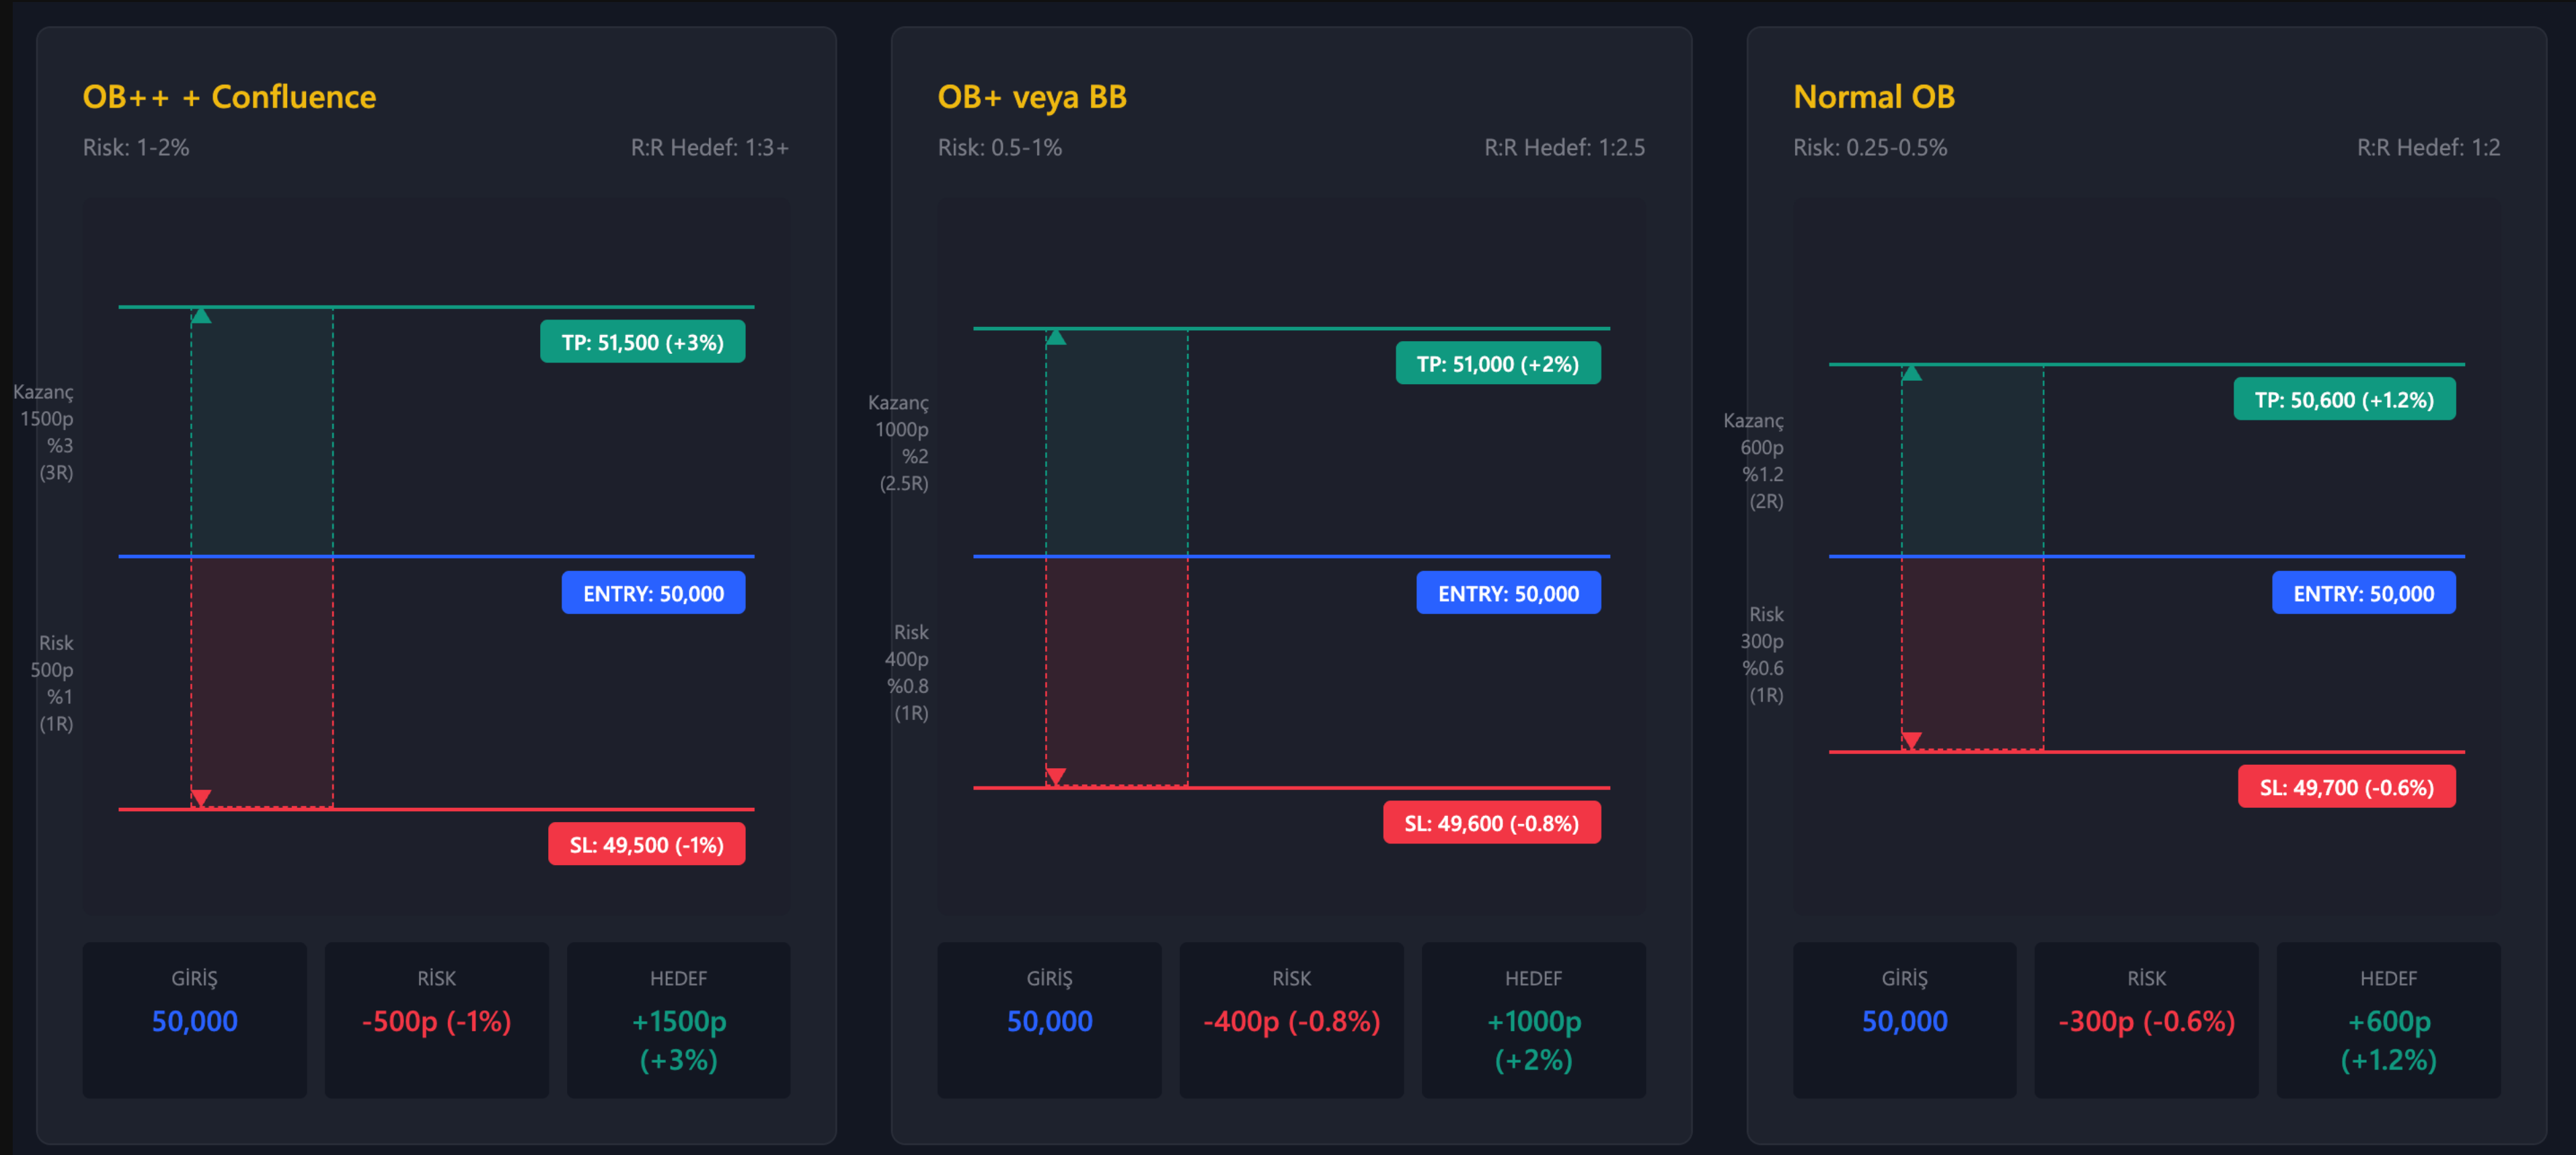 OB++ + Confluence
Risk: 1-2%
R:R Hedef: 1:3+
TP: 51,500 (+3%)
Kazanç
1500p
%3
(3R)
ENTRY: 50,000
Risk
500p
%1
(1R)
SL: 49,500 (-1%)
GİRİŞ
50,000
RİSK
-500p (-1%)
HEDEF
+1500p
(+3%)
OB+ veya BB
Risk: 0.5-1%
R:R Hedef: 1:2.5
TP: 51,000 (+2%)
Kazanç
1000p
%2
(2.5R)
ENTRY: 50,000
Risk
400p
%0.8
(1R)
SL: 49,600 (-0.8%)
GİRİŞ
50,000
RİSK
-400p (-0.8%)
HEDEF
+1000p
(+2%)
Normal OB
Risk: 0.25-0.5%
R:R Hedef: 1:2
TP: 50,600 (+1.2%)
Kazanç
600p
%1.2
(2R)
ENTRY: 50,000
Risk
300p
%0.6
(1R)
SL: 49,700 (-0.6%)
GİRİŞ
50,000
RİSK
-300p (-0.6%)
HEDEF
+600p
(+1.2%)